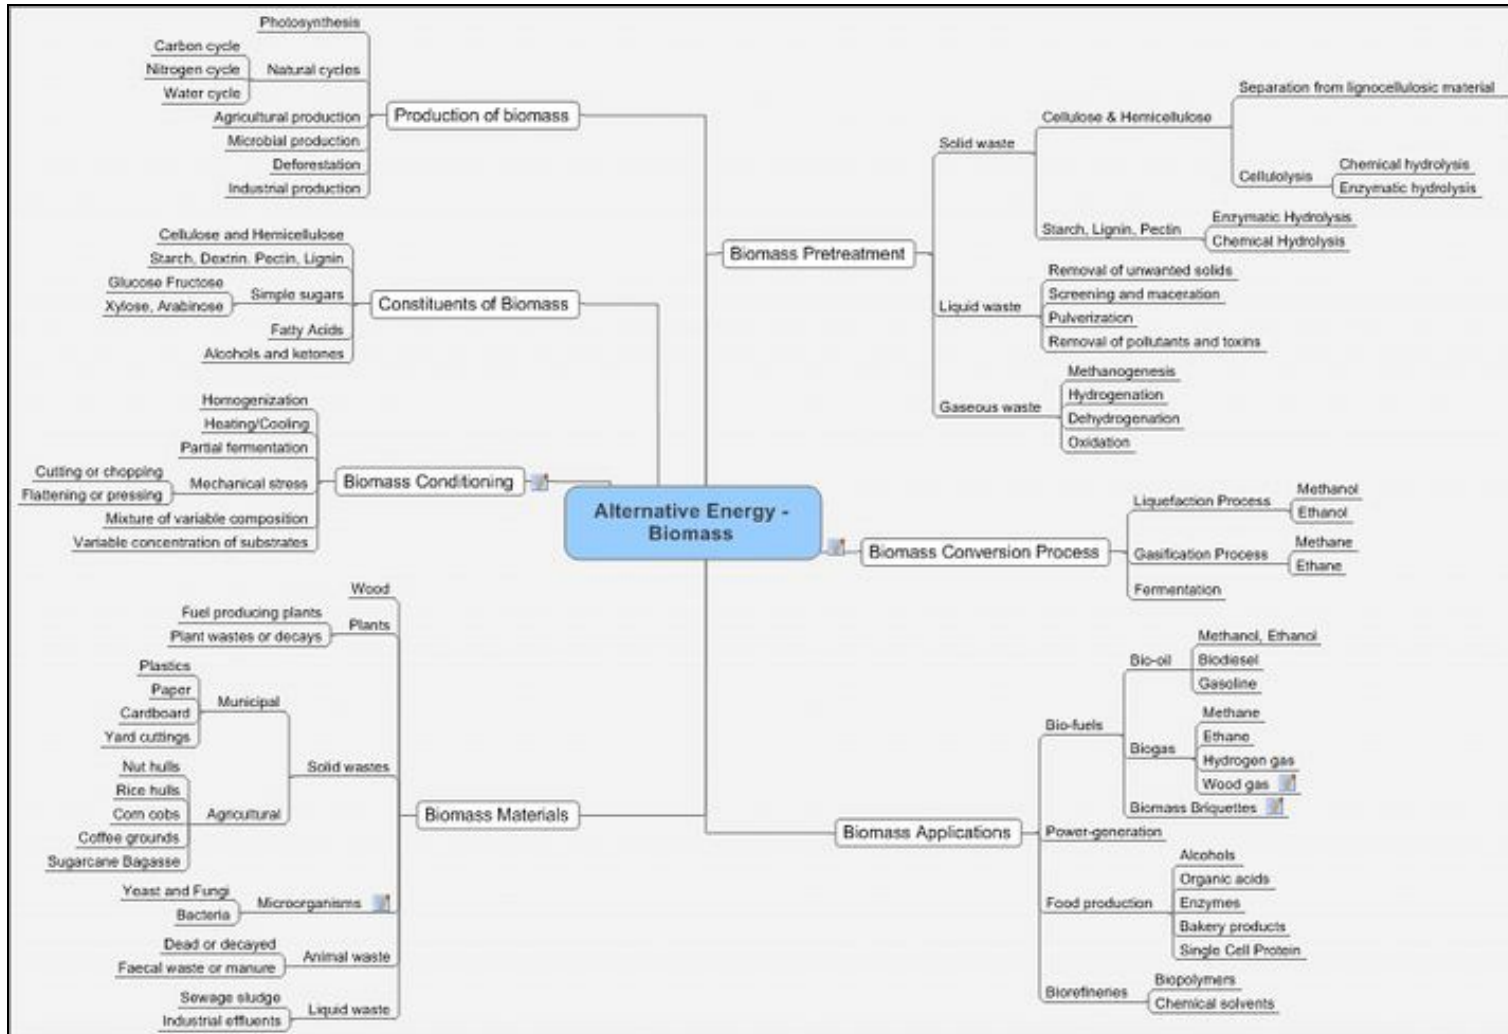 Photosynthesis
Carbon cycle
Nitrogen cycle
Water cycle
Natural cycles
Agricultural production
Microbial production
Deforestation
Industrial production
Production of biomass
Cellulose and Hemicellulose
Starch, Dextrin. Pectin, Lignin
Glucose Fructose
Xylose, Arabinose
Simple sugars
Fatty Acids
Alcohols and ketones
Constituents of Biomass
Homogenization
Heating/Cooling
Partial fermentation
Cutting or chopping
Flattening or pressing
Mechanical stress
Mixture of variable composition
Variable concentration of substrates
Biomass Conditioning
Alternative Energy -
Biomass
Wood
Fuel producing plants
Plant wastes or decays
Plants
Plastics
Paper
Cardboard
Yard cuttings
Municipal
Nut hulls
Rice hulls
Corn cobs
Coffee grounds
Sugarcane Bagasse
Agricultural
Solid wastes
Yeast and Fungi
Bacteria
Microorganisms
Dead or decayed
Faecal waste or manure
Animal waste
Sewage sludge
Industrial effluents
Liquid waste
Biomass Materials
Biomass Pretreatment
Solid waste
Cellulose & Hemicellulose
Separation from lignocellulosic material
Cellulolysis
Chemical hydrolysis
Enzymatic hydrolysis
Starch, Lignin, Pectin
Enzymatic Hydrolysis
Chemical Hydrolysis
Liquid waste
Removal of unwanted solids
Screening and maceration
Pulverization
Removal of pollutants and toxins
Gaseous waste
Methanogenesis
Hydrogenation
Dehydrogenation
Oxidation
Biomass Conversion Process
Liquefaction Process
Methanol
Ethanol
Gasification Process
Methane
Ethane
Fermentation
Biomass Applications
Bio-fuels
Bio-oil
Methanol, Ethanol
Biodiesel
Gasoline
Biogas
Methane
Ethane
Hydrogen gas
Wood gas
Biomass Briquettes
Power-generation
Food production
Alcohols
Organic acids
Enzymes
Bakery products
Single Cell Protein
Biorefineries
Biopolymers
Chemical solvents